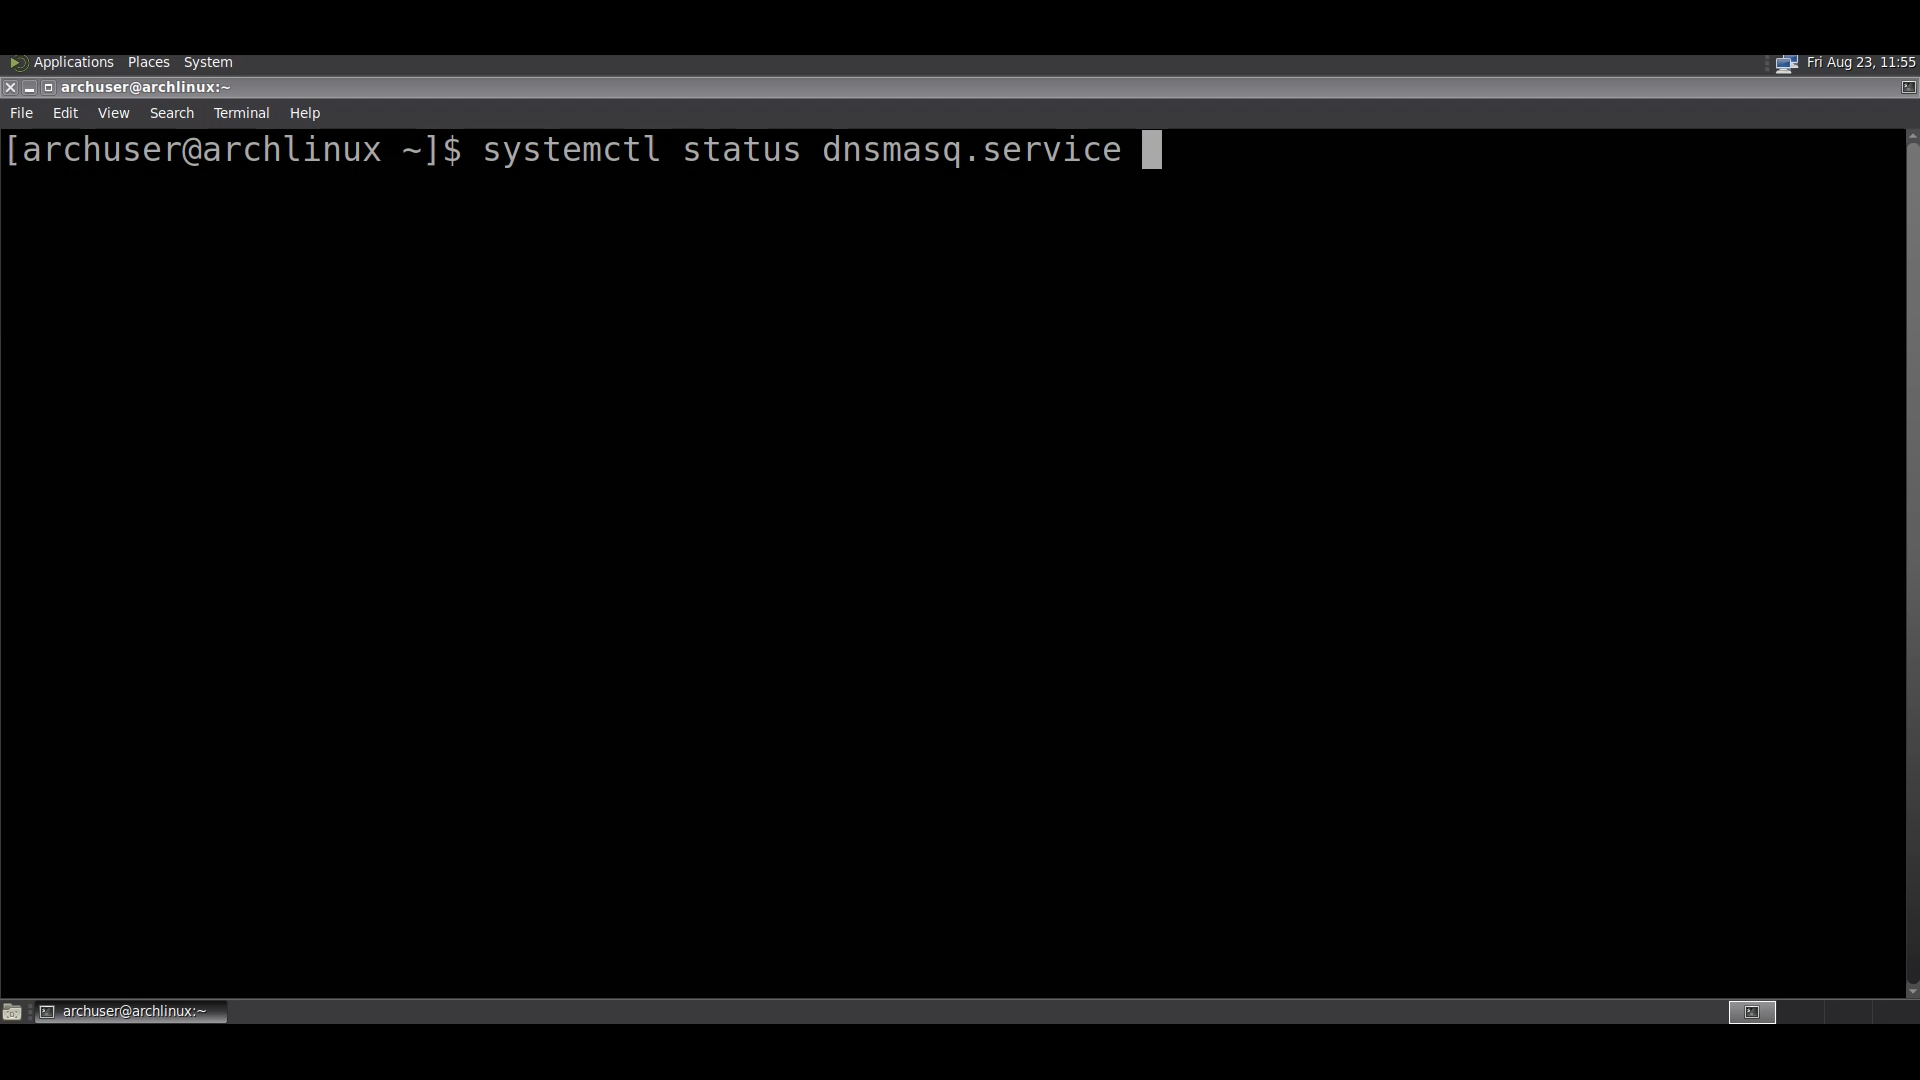 Applications Places System Fri Aug 23, 11:55
archuser@archlinux:~
File Edit View Search Terminal Help
[archuser@archlinux ~]$ systemctl status dnsmasq.service
archuser@archlinux:~